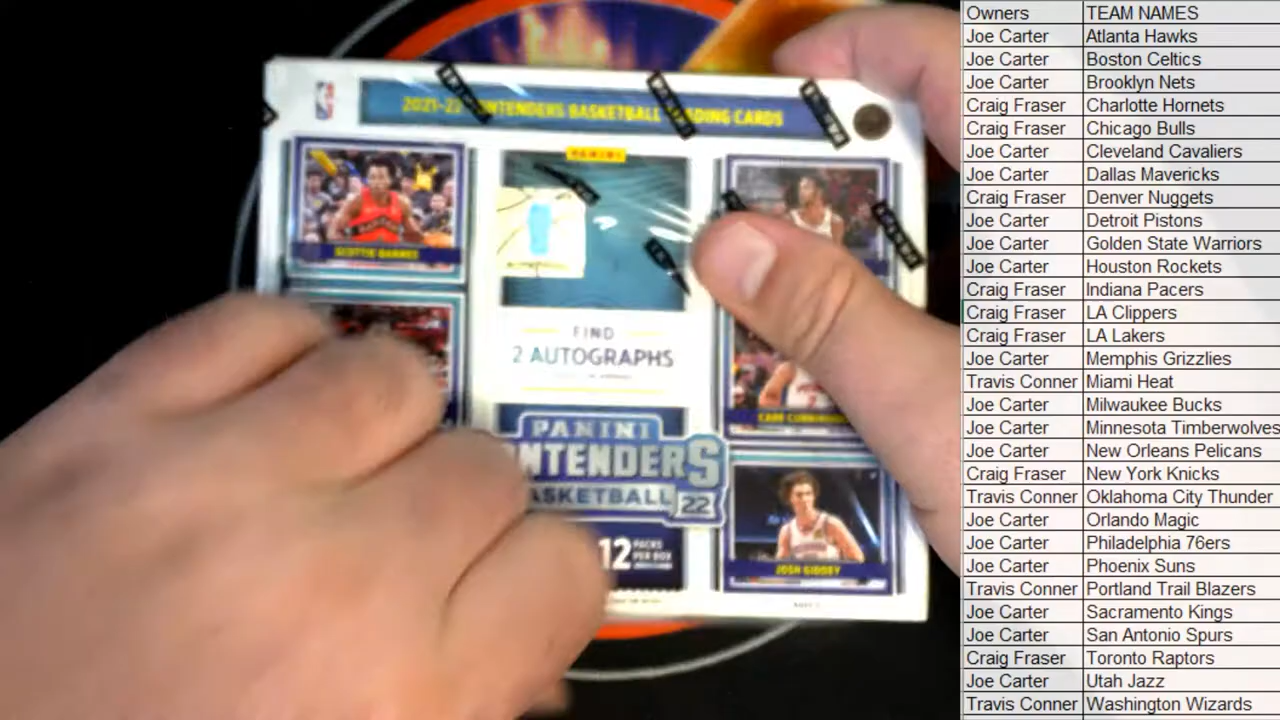 2021-22 CONTENDERS BASKETBALL TRADING CARDS
PANINI
SCOTTIE BARNES
FIND
2 AUTOGRAPHS
CADE CUNNINGHAM
PANINI
CONTENDERS
BASKETBALL 22
12 PACKS
PER BOX
JOSH GIDDEY
Owners TEAM NAMES
Joe Carter Atlanta Hawks
Joe Carter Boston Celtics
Joe Carter Brooklyn Nets
Craig Fraser Charlotte Hornets
Craig Fraser Chicago Bulls
Joe Carter Cleveland Cavaliers
Joe Carter Dallas Mavericks
Craig Fraser Denver Nuggets
Joe Carter Detroit Pistons
Joe Carter Golden State Warriors
Joe Carter Houston Rockets
Craig Fraser Indiana Pacers
Craig Fraser LA Clippers
Craig Fraser LA Lakers
Joe Carter Memphis Grizzlies
Travis Conner Miami Heat
Joe Carter Milwaukee Bucks
Joe Carter Minnesota Timberwolves
Joe Carter New Orleans Pelicans
Craig Fraser New York Knicks
Travis Conner Oklahoma City Thunder
Joe Carter Orlando Magic
Joe Carter Philadelphia 76ers
Joe Carter Phoenix Suns
Travis Conner Portland Trail Blazers
Joe Carter Sacramento Kings
Joe Carter San Antonio Spurs
Craig Fraser Toronto Raptors
Joe Carter Utah Jazz
Travis Conner Washington Wizards